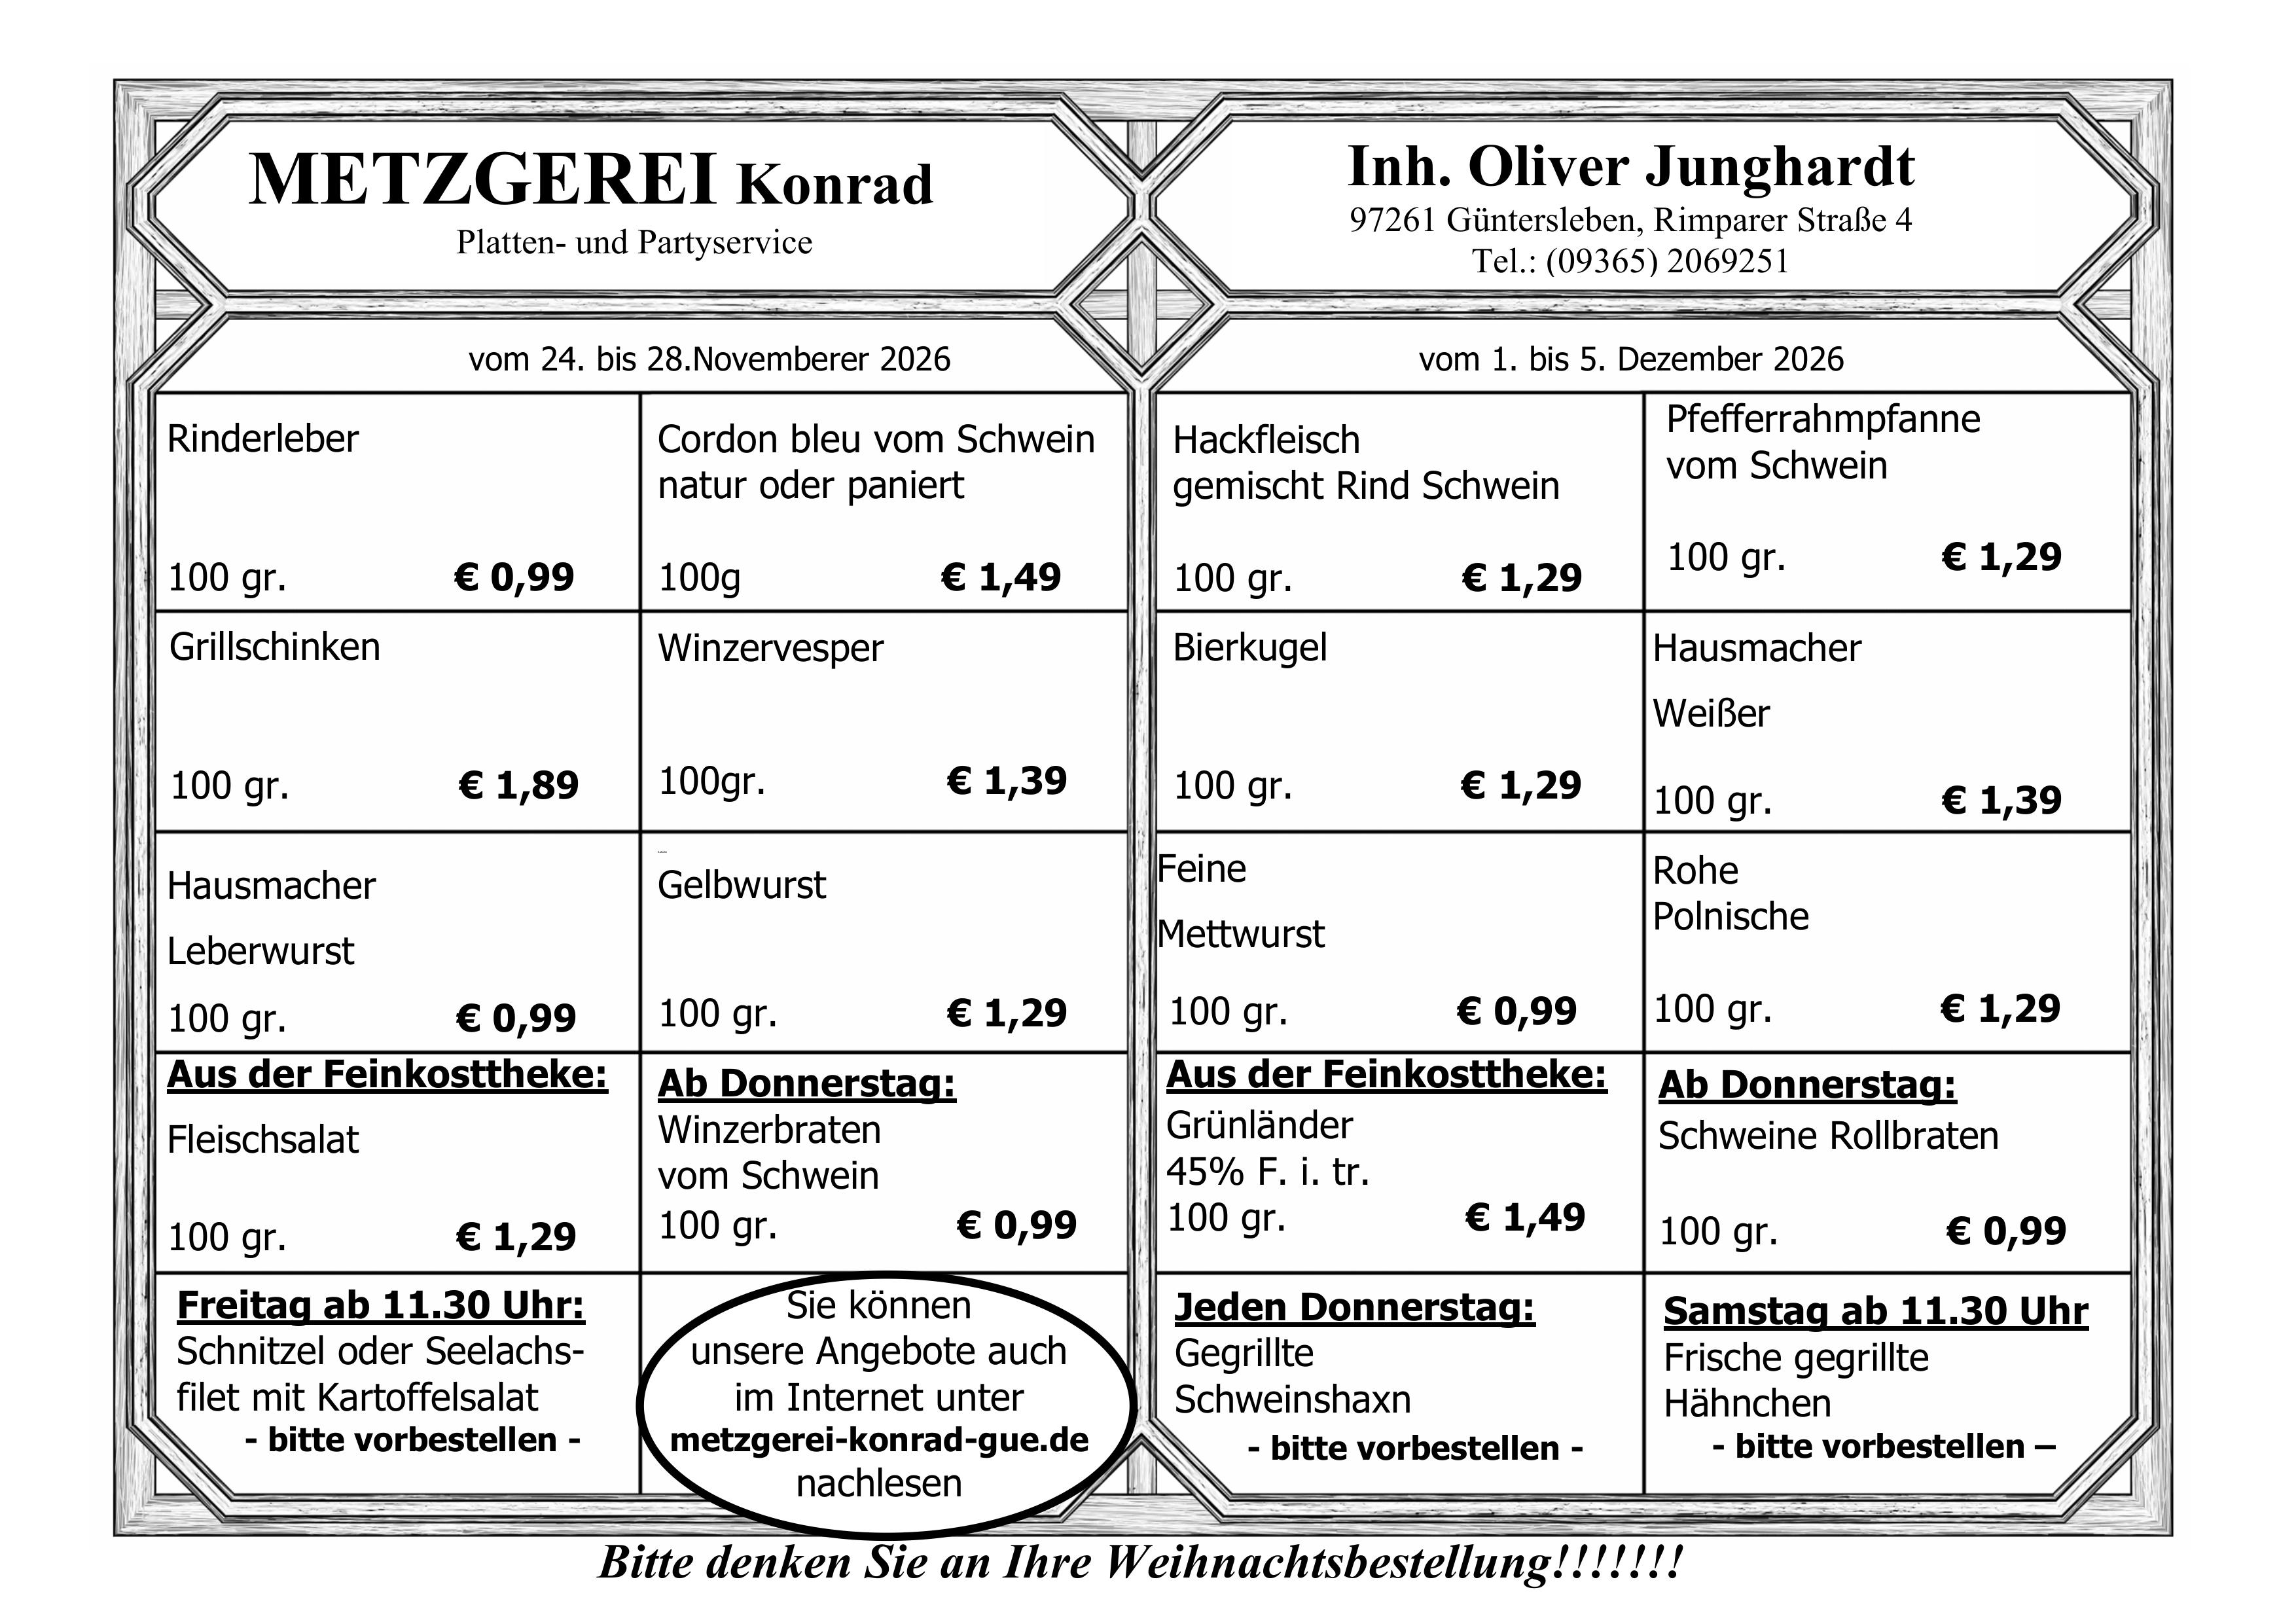 METZGEREI Konrad
Platten- und Partyservice
Inh. Oliver Junghardt
97261 Güntersleben, Rimparer Straße 4
Tel.: (09365) 2069251
vom 24. bis 28.Novemberer 2026
Rinderleber
100 gr. € 0,99
Cordon bleu vom Schwein
natur oder paniert
100g € 1,49
Grillschinken
100 gr. € 1,89
Winzervesper
100gr. € 1,39
Hausmacher
Leberwurst
100 gr. € 0,99
Gelbwurst
100 gr. € 1,29
Aus der Feinkosttheke:
Fleischsalat
100 gr. € 1,29
Ab Donnerstag:
Winzerbraten
vom Schwein
100 gr. € 0,99
Freitag ab 11.30 Uhr:
Schnitzel oder Seelachs-
filet mit Kartoffelsalat
- bitte vorbestellen -
Sie können
unsere Angebote auch
im Internet unter
metzgerei-konrad-gue.de
nachlesen
vom 1. bis 5. Dezember 2026
Hackfleisch
gemischt Rind Schwein
100 gr. € 1,29
Pfefferrahmpfanne
vom Schwein
100 gr. € 1,29
Bierkugel
100 gr. € 1,29
Hausmacher
Weißer
100 gr. € 1,39
Feine
Mettwurst
100 gr. € 0,99
Rohe
Polnische
100 gr. € 1,29
Aus der Feinkosttheke:
Grünländer
45% F. i. tr.
100 gr. € 1,49
Ab Donnerstag:
Schweine Rollbraten
100 gr. € 0,99
Jeden Donnerstag:
Gegrillte
Schweinshaxn
- bitte vorbestellen -
Samstag ab 11.30 Uhr
Frische gegrillte
Hähnchen
- bitte vorbestellen –
Bitte denken Sie an Ihre Weihnachtsbestellung!!!!!!!